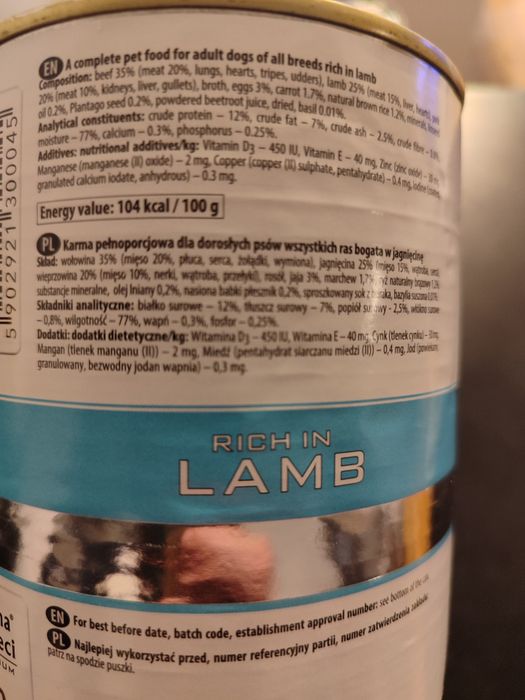 EN A complete pet food for adult dogs of all breeds rich in lamb
Composition: beef 35% (meat 20%, lungs, hearts, tripes, udders), lamb 25% (meat 15%, liver, hearts),
20% (meat 10%, kidneys, liver, gullets), broth, eggs 3%, carrot 1.7%, natural brown rice 1.2%, minerals,
oil 0.2%, Plantago seed 0.2%, powdered beetroot juice, dried, basil 0.01%.
Analytical constituents: crude protein – 12%, crude fat – 7%, crude ash – 2.5%, crude fibre –
moisture – 77%, calcium – 0.3%, phosphorus – 0.25%.
Additives: nutritional additives/kg: Vitamin D3 – 450 IU, Vitamin E – 40 mg, Zinc (zinc oxide) –
Manganese (manganese (II) oxide) – 2 mg, Copper (copper (II) sulphate, pentahydrate) – 0.4 mg, Iodine
granulated calcium iodate, anhydrous) – 0.3 mg.
Energy value: 104 kcal / 100 g
PL Karma pełnoporcjowa dla dorosłych psów wszystkich ras bogata w jagnięcinę
Skład: wołowina 35% (mięso 20%, płuca, serca, żołądki, wymiona), jagnięcina 25% (mięso 15%, wątroba, serca)
wieprzowina 20% (mięso 10%, nerki, wątroba, przełyki), rosół, jaja 3%, marchew 1,7%, ryż naturalny brązowy
substancje mineralne, olej lniany 0,2%, nasiona babki płesznik 0,2%, sproszkowany sok z buraka, bazylia suszona 0,01%.
Składniki analityczne: białko surowe – 12%, tłuszcz surowy – 7%, popiół surowy - 2,5%, włókno surowe
– 0,8%, wilgotność – 77%, wapń – 0,3%, fosfor – 0,25%.
Dodatki: dodatki dietetyczne/kg: Witamina D3 – 450 IU, Witamina E – 40 mg, Cynk (tlenek cynku) –
Mangan (tlenek manganu (II)) – 2 mg, Miedź (pentahydrat siarczanu miedzi (II)) – 0,4 mg, Jod
granulowany, bezwodny jodan wapnia) – 0,3 mg.
5902921300045
RICH IN
LAMB
EN For best before date, batch code, establishment approval number: see bottom of the can.
PL Najlepiej wykorzystać przed, numer referencyjny partii, numer zatwierdzenia zakładu:
patrz na spodzie puszki.